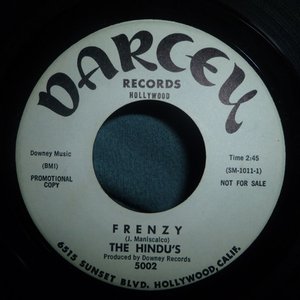 DARCEY
RECORDS
HOLLYWOOD
Downey Music
(BMI)
PROMOTIONAL
COPY
Time 2:45
(SM-1011-1)
NOT FOR SALE
FRENZY
(J. Maniscalco)
THE HINDU'S
Produced by Downey Records
5002
6515 SUNSET BLVD. HOLLYWOOD, CALIF.